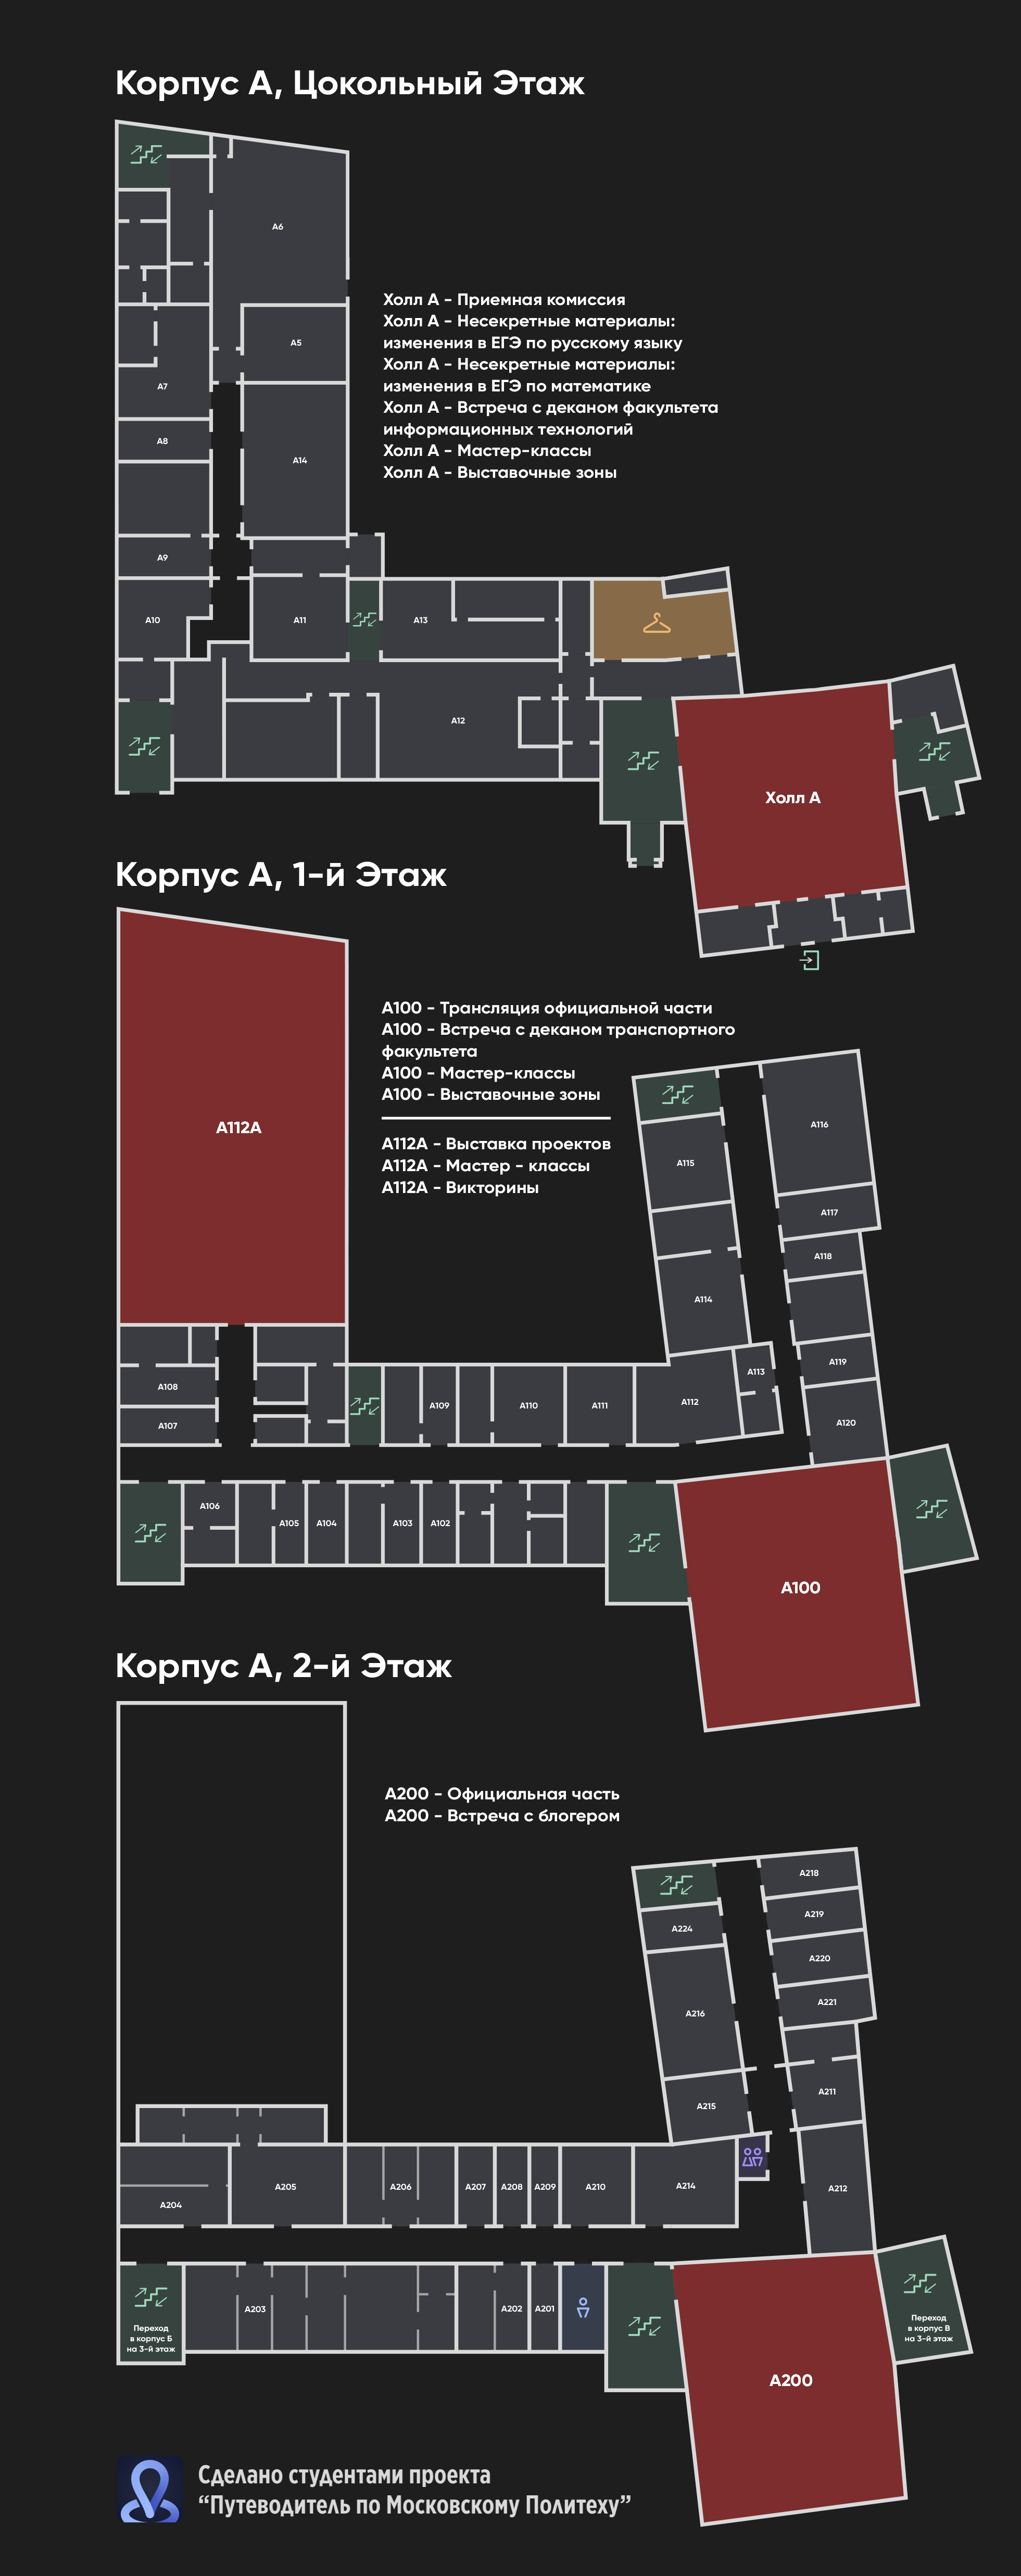 Корпус А, Цокольный Этаж
А6
А5
А7
А8
А14
А9
А10
А11
А13
А12
Холл А - Приемная комиссия
Холл А - Несекретные материалы:
изменения в ЕГЭ по русскому языку
Холл А - Несекретные материалы:
изменения в ЕГЭ по математике
Холл А - Встреча с деканом факультета
информационных технологий
Холл А - Мастер-классы
Холл А - Выставочные зоны
Холл А
Корпус А, 1-й Этаж
А112А
А100 - Трансляция официальной части
А100 - Встреча с деканом транспортного
факультета
А100 - Мастер-классы
А100 - Выставочные зоны
А112А - Выставка проектов
А112А - Мастер - классы
А112А - Викторины
А116
А115
А117
А118
А114
А119
А113
А108
А109
А110
А111
А112
А120
А107
А106
А105
А104
А103
А102
А100
Корпус А, 2-й Этаж
А200 - Официальная часть
А200 - Встреча с блогером
А218
А219
А224
А220
А221
А216
А211
А215
А204
А205
А206
А207
А208
А209
А210
А214
А212
А203
А202
А201
Переход
в корпус Б
на 3-й этаж
Переход
в корпус В
на 3-й этаж
А200
Сделано студентами проекта
“Путеводитель по Московскому Политеху”